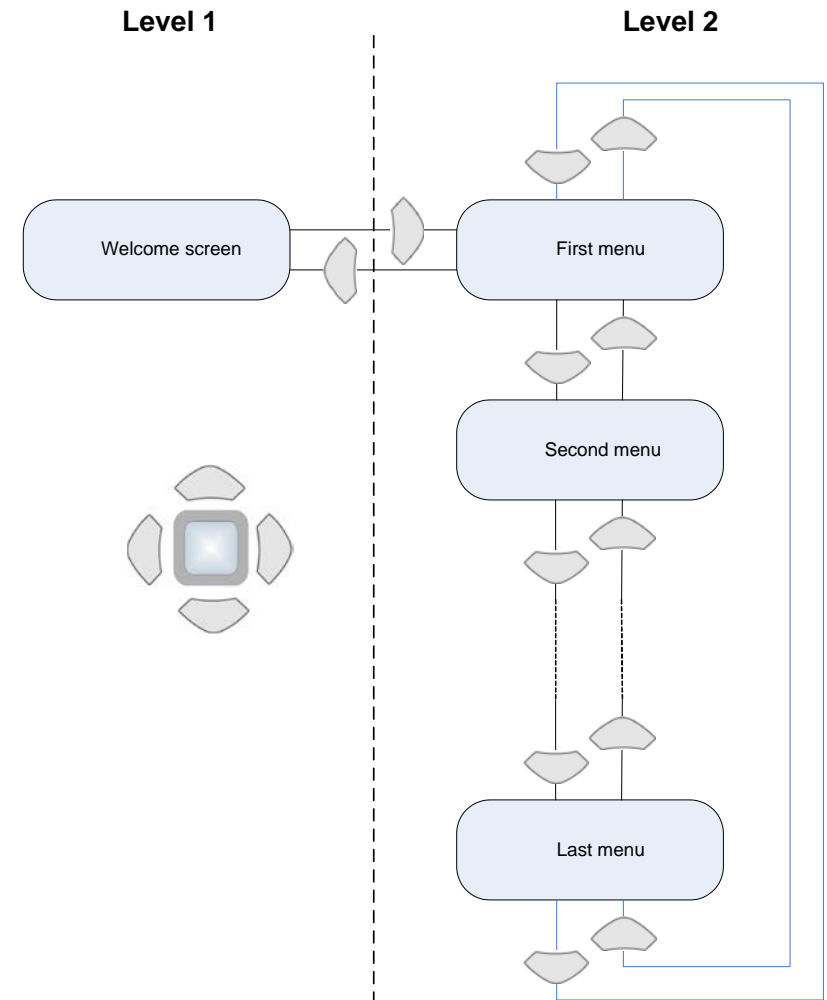 Level 1
Level 2
Welcome screen
First menu
Second menu
Last menu